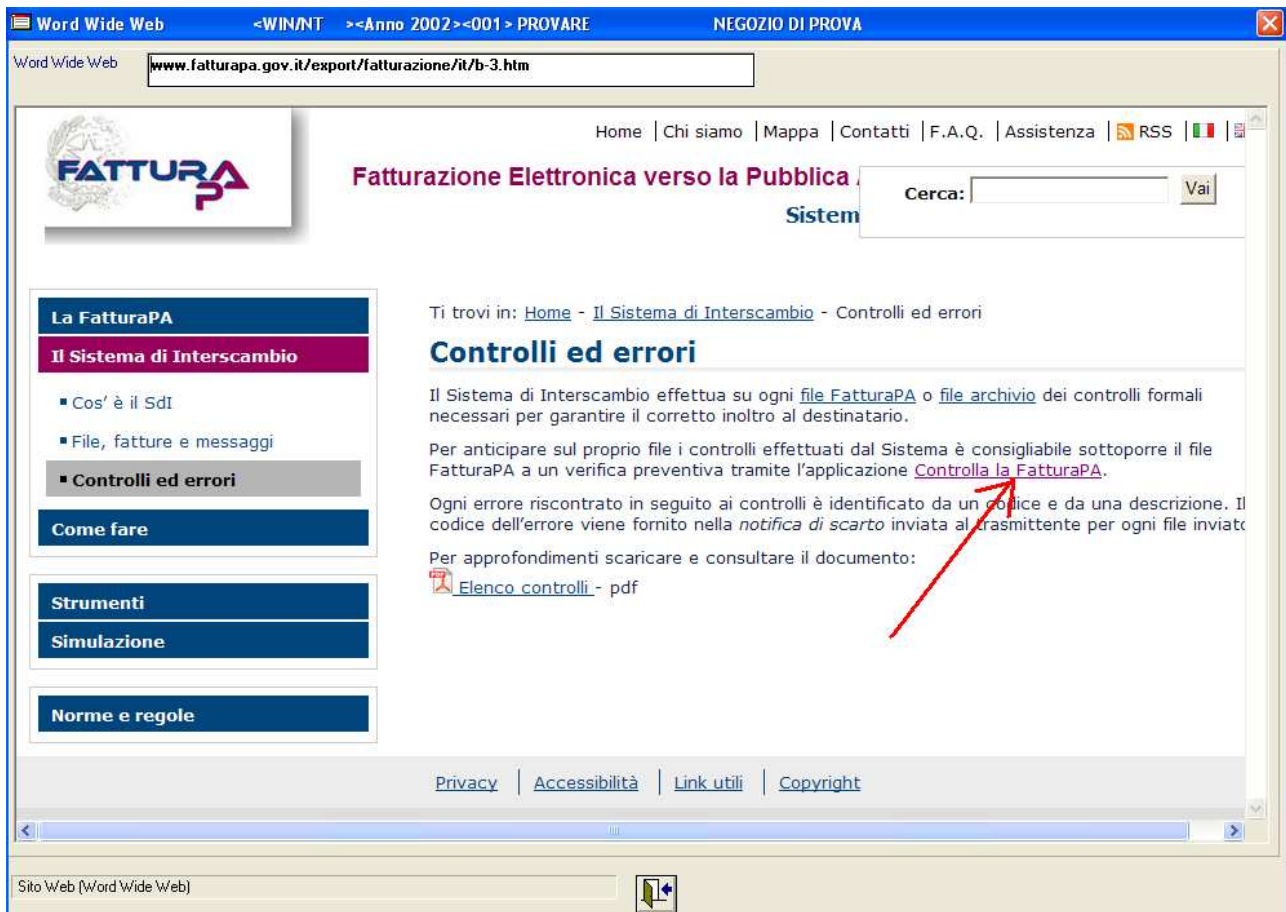 Word Wide Web <WIN/NT ><Anno 2002><001> PROVARE NEGOZIO DI PROVA
Word Wide Web www.fatturapa.gov.it/export/fatturazione/it/b-3.htm
Home | Chi siamo | Mappa | Contatti | F.A.Q. | Assistenza | RSS
FATTURA
PA
Fatturazione Elettronica verso la Pubblica
Sistem
Cerca: Vai
La FatturaPA
Il Sistema di Interscambio
Cos' è il SdI
File, fatture e messaggi
Controlli ed errori
Come fare
Strumenti
Simulazione
Norme e regole
Ti trovi in: Home - Il Sistema di Interscambio - Controlli ed errori
Controlli ed errori
Il Sistema di Interscambio effettua su ogni file FatturaPA o file archivio dei controlli formali
necessari per garantire il corretto inoltro al destinatario.
Per anticipare sul proprio file i controlli effettuati dal Sistema è consigliabile sottoporre il file
FatturaPA a un verifica preventiva tramite l'applicazione Controlla la FatturaPA.
Ogni errore riscontrato in seguito ai controlli è identificato da un codice e da una descrizione. Il
codice dell'errore viene fornito nella notifica di scarto inviata al trasmittente per ogni file inviato
Per approfondimenti scaricare e consultare il documento:
Elenco controlli - pdf
Privacy | Accessibilità | Link utili | Copyright
Sito Web (Word Wide Web)